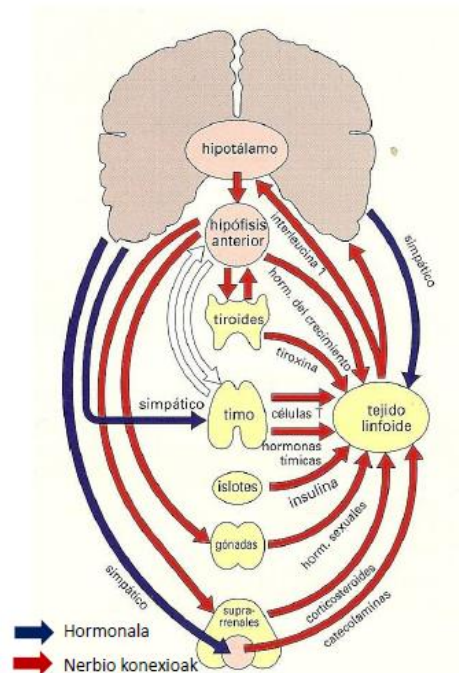 hipotálamo
hipófisis
anterior
interleucina 1
simpático
horm. del crecimiento
tiroides
tiroxina
simpático
timo
células T
hormonas
tímicas
tejido
linfoide
islotes
insulina
gónadas
horm. sexuales
simpático
supra-
rrenales
corticosteroides
catecolaminas
Hormonala
Nerbio konexioak